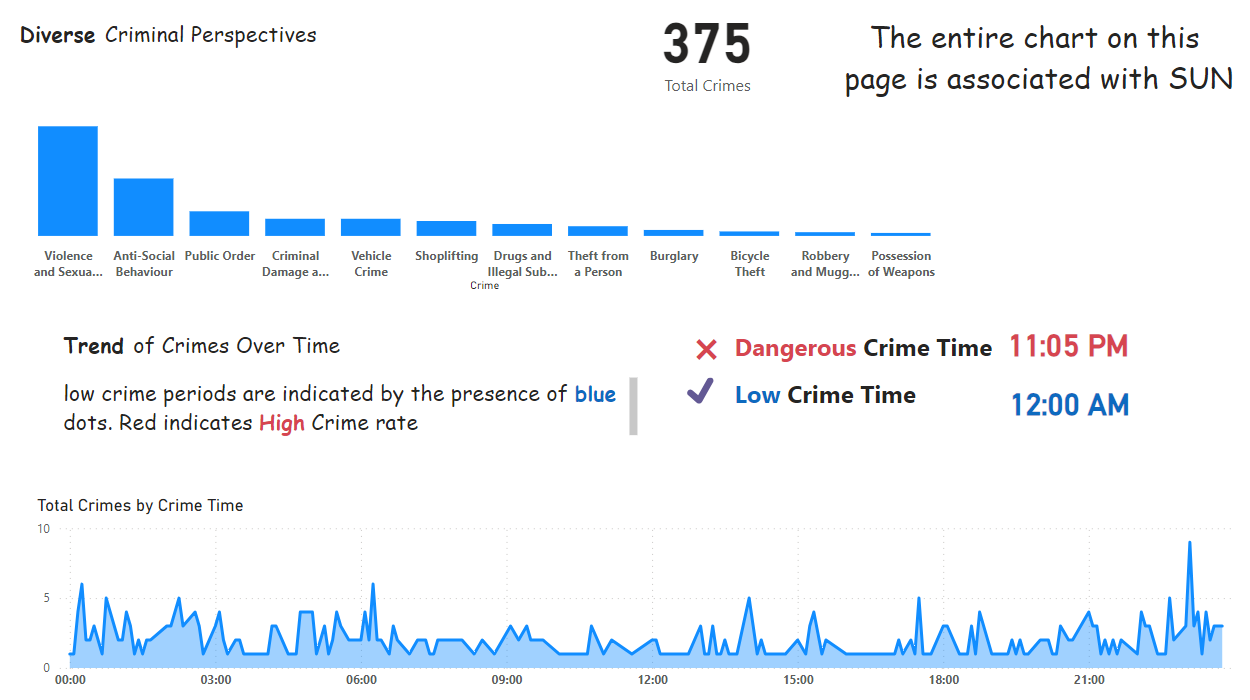 Diverse Criminal Perspectives
375
Total Crimes
The entire chart on this
page is associated with SUN
Violence
and Sexua...
Anti-Social
Behaviour
Public Order
Criminal
Damage a...
Vehicle
Crime
Shoplifting
Drugs and
Illegal Sub...
Theft from
a Person
Burglary
Bicycle
Theft
Robbery
and Mugg...
Possession
of Weapons
Crime
Trend of Crimes Over Time
low crime periods are indicated by the presence of blue
dots. Red indicates High Crime rate
Dangerous Crime Time 11:05 PM
Low Crime Time 12:00 AM
Total Crimes by Crime Time
10
5
0
00:00 03:00 06:00 09:00 12:00 15:00 18:00 21:00